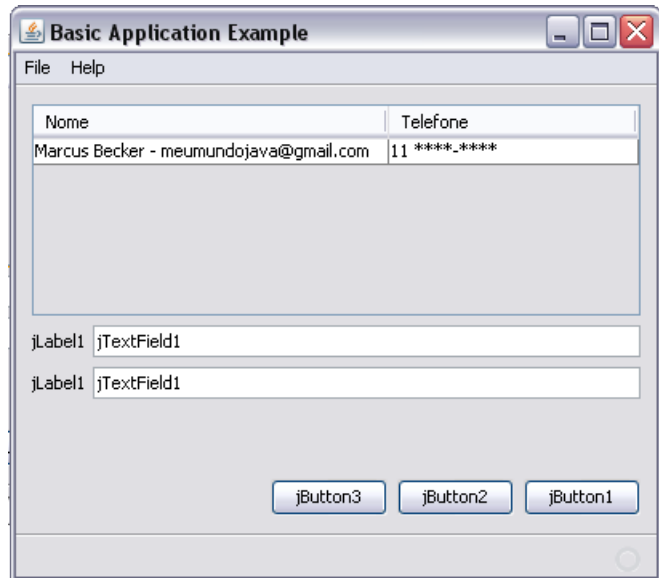 Basic Application Example
File Help
Nome Telefone
Marcus Becker - meumundojava@gmail.com 11 ****-****
jLabel1 jTextField1
jLabel1 jTextField1
jButton3 jButton2 jButton1